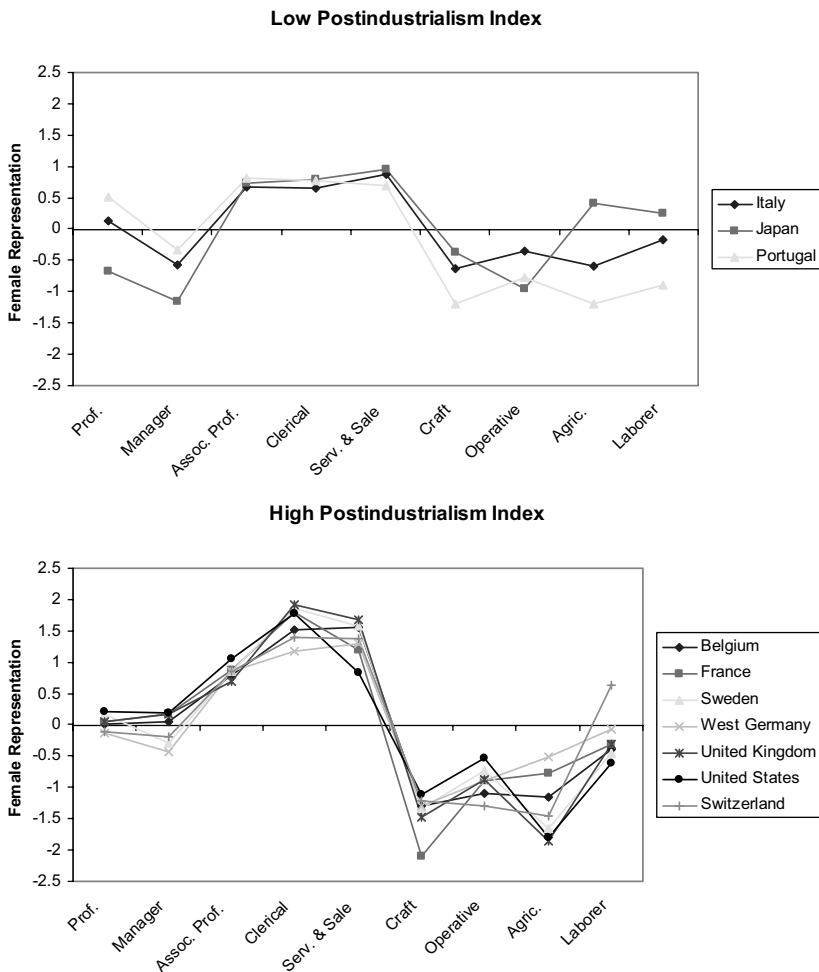 Low Postindustrialism Index
2.5
2
1.5
1
0.5
0
-0.5
-1
-1.5
-2
-2.5
Female Representation
Prof.
Manager
Assoc. Prof.
Clerical
Serv. & Sale
Craft
Operative
Agric.
Laborer
Italy
Japan
Portugal
High Postindustrialism Index
2.5
2
1.5
1
0.5
0
-0.5
-1
-1.5
-2
-2.5
Female Representation
Prof.
Manager
Assoc. Prof.
Clerical
Serv. & Sale
Craft
Operative
Agric.
Laborer
Belgium
France
Sweden
West Germany
United Kingdom
United States
Switzerland